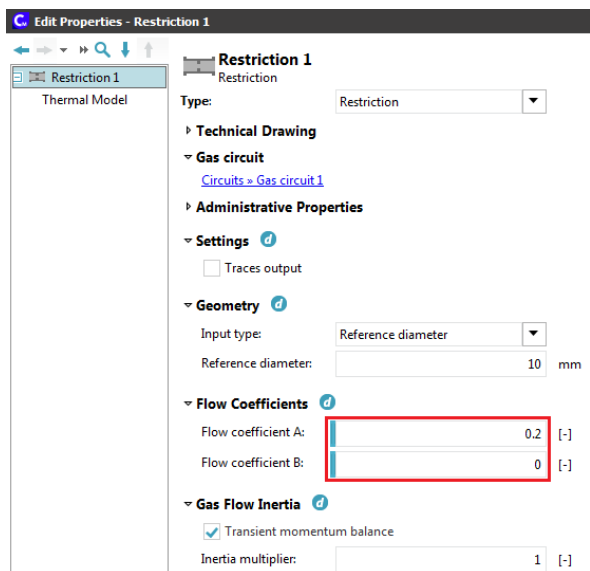 Edit Properties - Restriction 1
Restriction 1
Thermal Model
Restriction 1
Restriction
Type: Restriction
Technical Drawing
Gas circuit
Circuits » Gas circuit 1
Administrative Properties
Settings d
Traces output
Geometry d
Input type: Reference diameter
Reference diameter: 10 mm
Flow Coefficients d
Flow coefficient A: 0.2 [-]
Flow coefficient B: 0 [-]
Gas Flow Inertia d
Transient momentum balance
Inertia multiplier: 1 [-]